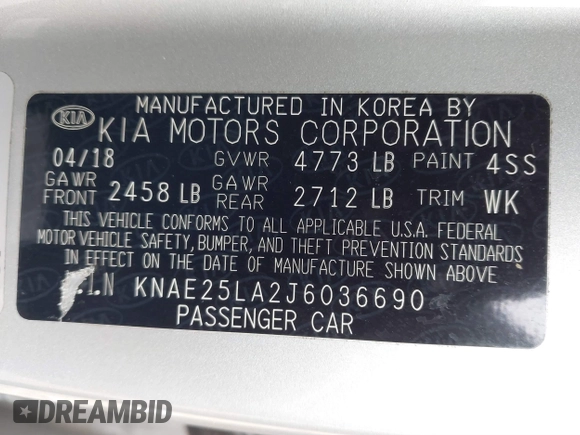 MANUFACTURED IN KOREA BY
KIA KIA MOTORS CORPORATION
04/18 GVWR 4773 LB PAINT 4SS
GAWR FRONT 2458 LB GAWR REAR 2712 LB TRIM WK
THIS VEHICLE CONFORMS TO ALL APPLICABLE U.S.A. FEDERAL
MOTOR VEHICLE SAFETY, BUMPER, AND THEFT PREVENTION STANDARDS
IN EFFECT ON THE DATE OF MANUFACTURE SHOWN ABOVE
V.I.N KNAE25LA2J6036690
PASSENGER CAR
DREAMBID